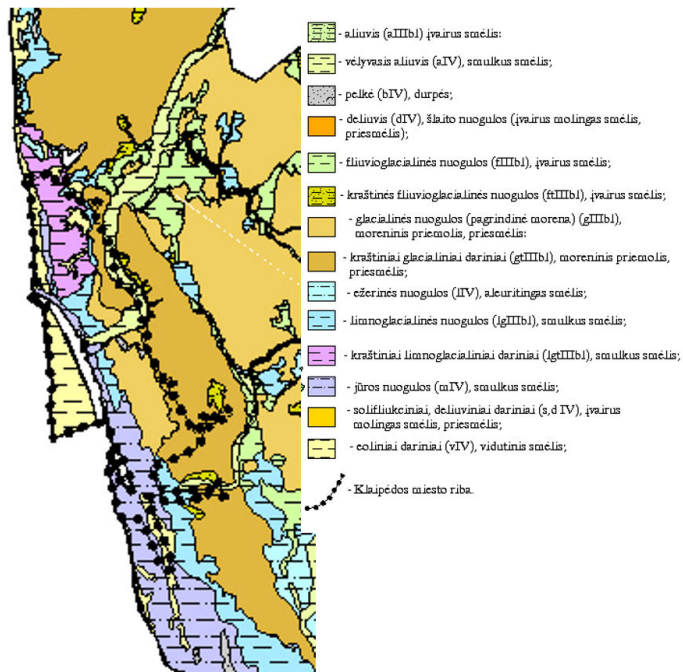 - aliuvis (aIIIbl) įvairus smėlis:
- vėlyvasis aliuvis (aIV), smulkus smėlis;
- pelkė (bIV), durpės;
- deliuvis (dIV), šlaito nuogulos (įvairus molingas smėlis,
priesmėlis);
- fliuvioglacialinės nuogulos (fIIIbl), įvairus smėlis;
- kraštinės fliuvioglacialinės nuogulos (ftIIIbl), įvairus smėlis;
- glacialinės nuogulos (pagrindinė morena) (gIIIbl),
moreninis priemolis, priesmėlis:
- kraštiniai glacialiniai dariniai (gtIIIbl), moreninis priemolis,
priesmėlis;
- ežerinės nuogulos (lIV), aleuritingas smėlis;
- limnoglacialinės nuogulos (lgIIIbl), smulkus smėlis;
- kraštiniai limnoglacialiniai dariniai (lgtIIIbl), smulkus smėlis;
- jūros nuogulos (mIV), smulkus smėlis;
- solifliukciniai, deliuviniai dariniai (s,d IV), įvairus
molingas smėlis, priesmėlis;
- eoliniai dariniai (vIV), vidutinis smėlis;
- Klaipėdos miesto riba.